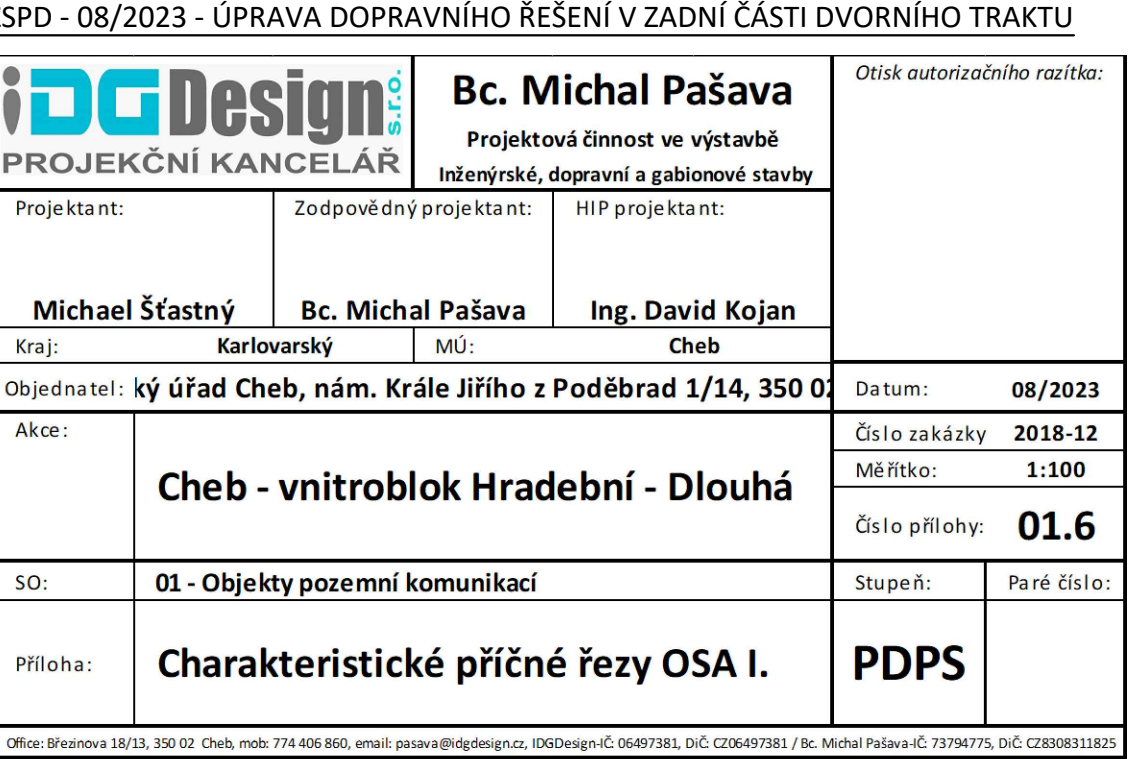 ESPD - 08/2023 - ÚPRAVA DOPRAVNÍHO ŘEŠENÍ V ZADNÍ ČÁSTI DVORNÍHO TRAKTU
iDGDesign s.r.o.
PROJEKČNÍ KANCELÁŘ
Bc. Michal Pašava
Projektová činnost ve výstavbě
Inženýrské, dopravní a gabionové stavby
Otisk autorizačního razítka:
Projektant:
Michael Šťastný
Zodpovědný projektant:
Bc. Michal Pašava
HIP projektant:
Ing. David Kojan
Kraj: Karlovarský MÚ: Cheb
Objednatel: ký úřad Cheb, nám. Krále Jiřího z Poděbrad 1/14, 350 02
Datum: 08/2023
Akce:
Cheb - vnitroblok Hradební - Dlouhá
Číslo zakázky 2018-12
Měřítko: 1:100
Číslo přílohy: 01.6
SO: 01 - Objekty pozemní komunikací
Stupeň: Paré číslo:
Příloha: Charakteristické příčné řezy OSA I.
PDPS
Office: Březinova 18/13, 350 02 Cheb, mob: 774 406 860, email: pasava@idgdesign.cz, IDGDesign-IČ: 06497381, DiČ: CZ06497381 / Bc. Michal Pašava-IČ: 73794775, DiČ: CZ8308311825